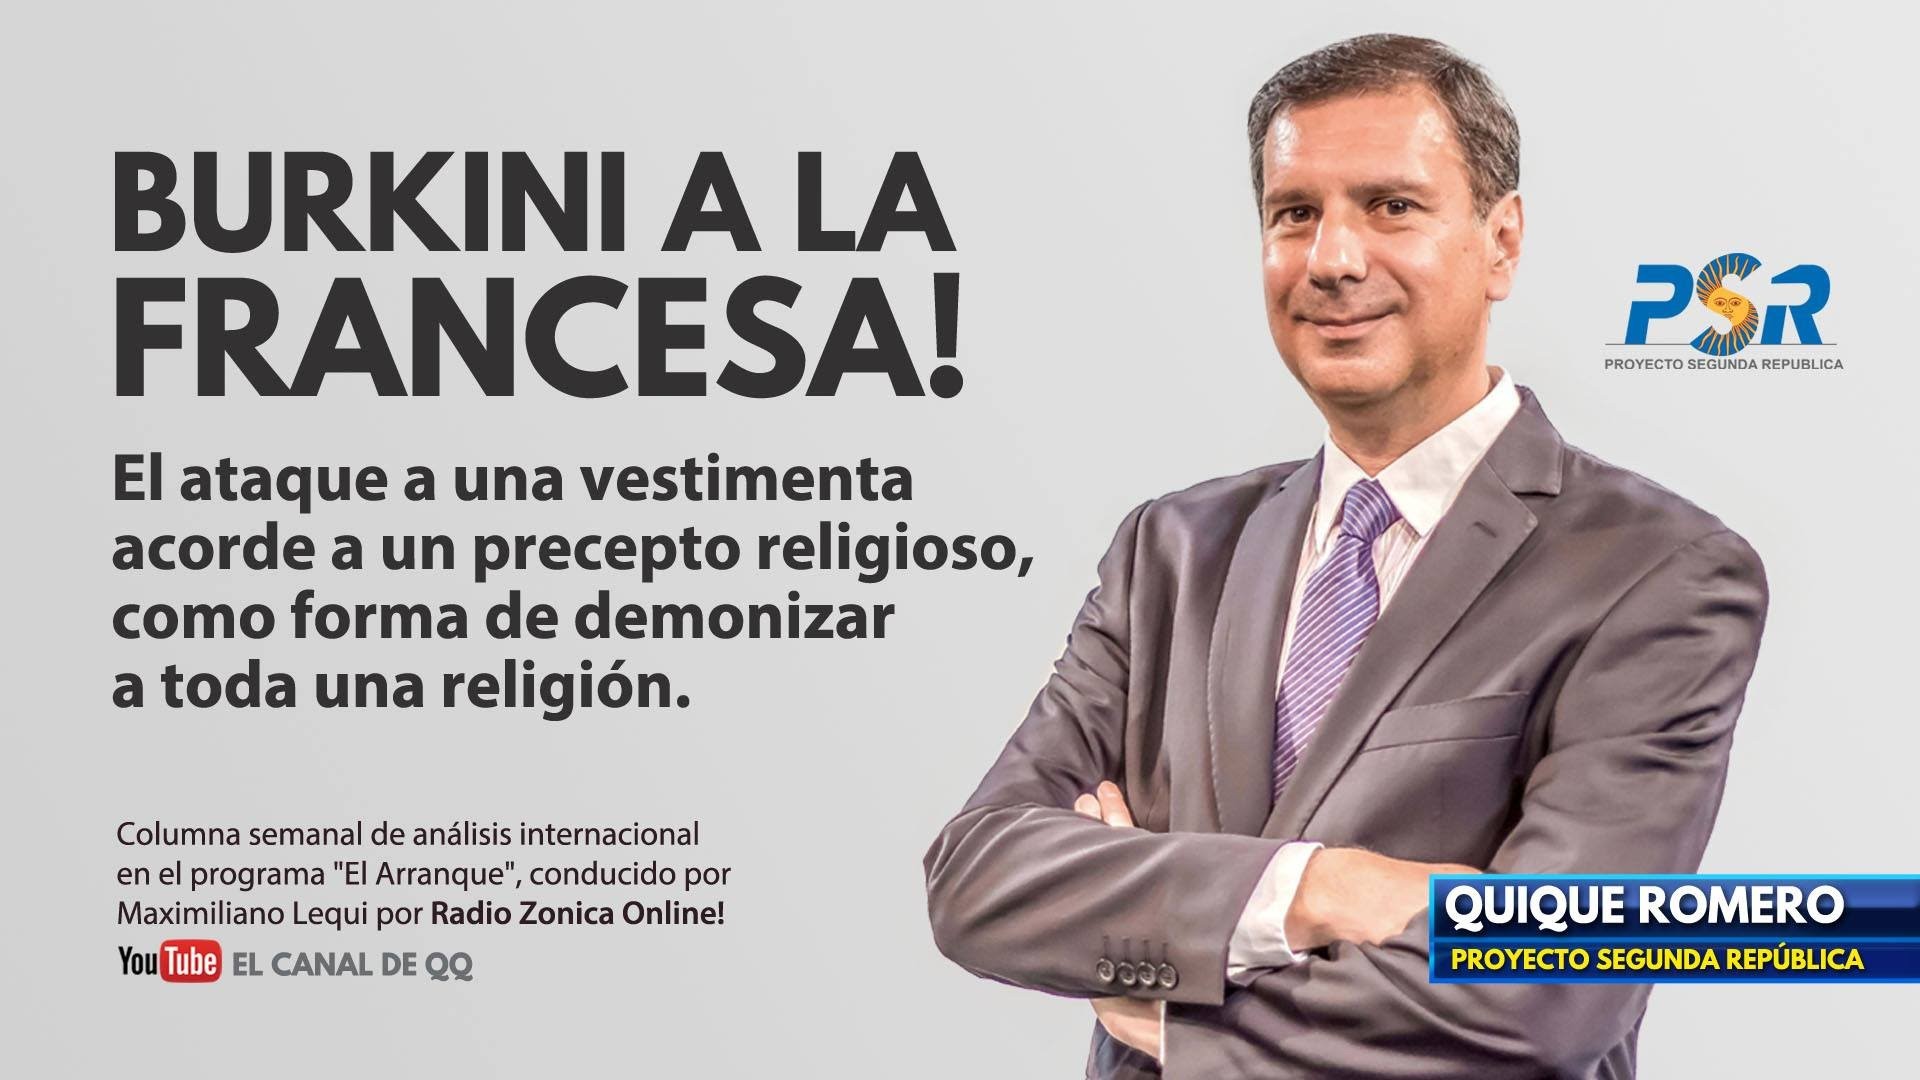 BURKINI A LA
FRANCESA!
El ataque a una vestimenta
acorde a un precepto religioso,
como forma de demonizar
a toda una religión.
Columna semanal de análisis internacional
en el programa "El Arranque", conducido por
Maximiliano Lequi por Radio Zonica Online!
YouTube EL CANAL DE QQ
PSR
PROYECTO SEGUNDA REPUBLICA
QUIQUE ROMERO
PROYECTO SEGUNDA REPÚBLICA